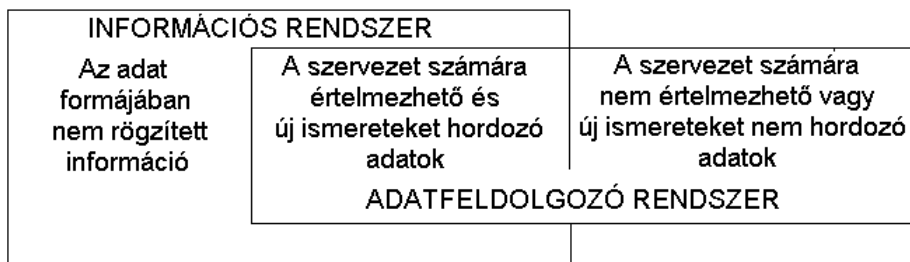 INFORMÁCIÓS RENDSZER
Az adat
formájában
nem rögzített
információ
A szervezet számára
értelmezhető és
új ismereteket hordozó
adatok
A szervezet számára
nem értelmezhető vagy
új ismereteket nem hordozó
adatok
ADATFELDOLGOZÓ RENDSZER